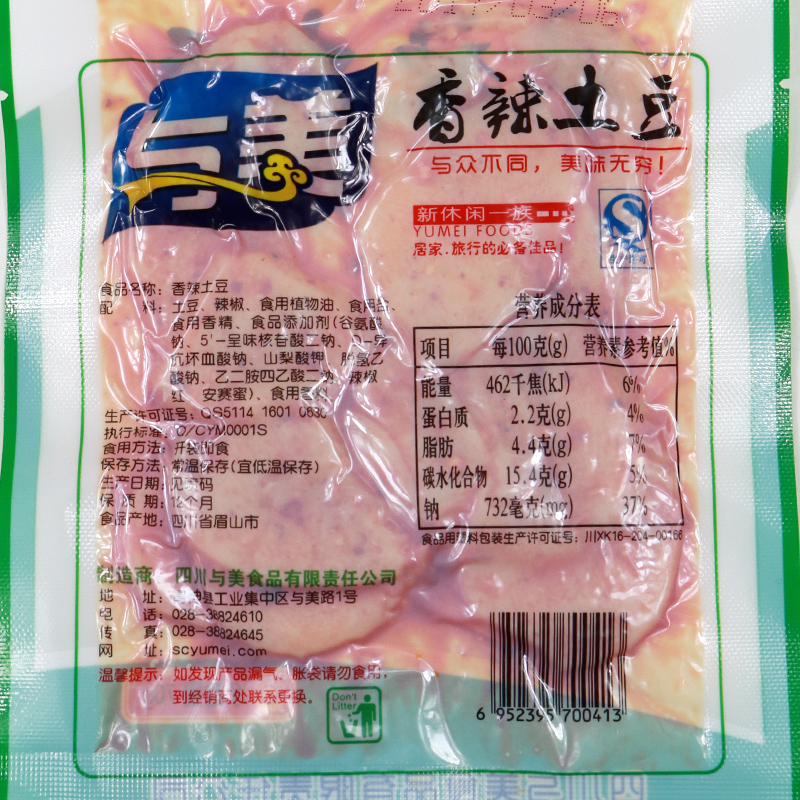 与美
香辣土豆
与众不同，美味无穷！
新休闲一族
YUMEI FOODS
居家.旅行的必备佳品！
食品名称：香辣土豆
配 料：土豆、辣椒、食用植物油、食用盐、
食用香精、食品添加剂(谷氨酸
钠、5'-呈味核苷酸二钠、D-异
抗坏血酸钠、山梨酸钾、脱氢乙
酸钠、乙二胺四乙酸二钠、辣椒
红、安赛蜜)、食用香料
生产许可证号：QS5114 1601 0630
执行标准：Q/CYM0001S
食用方法：开袋即食
保存方法：常温保存(宜低温保存)
生产日期：见喷码
保 质 期：12个月
食品产地：四川省眉山市
营养成分表
项目 每100克(g) 营养素参考值%
能量 462千焦(kJ) 6%
蛋白质 2.2克(g) 4%
脂肪 4.4克(g) 7%
碳水化合物 15.4克(g) 5%
钠 732毫克(mg) 37%
食品用塑料包装生产许可证号：川XK16-204-00166
制造商：四川与美食品有限责任公司
地 址：县工业集中区与美路1号
电 话：028-38824610
传 真：028-38824645
网 址：scyumei.com
温馨提示：如发现产品漏气、胀袋请勿食用，
到经销商处联系更换。
Don't
Litter
6 952395 700413